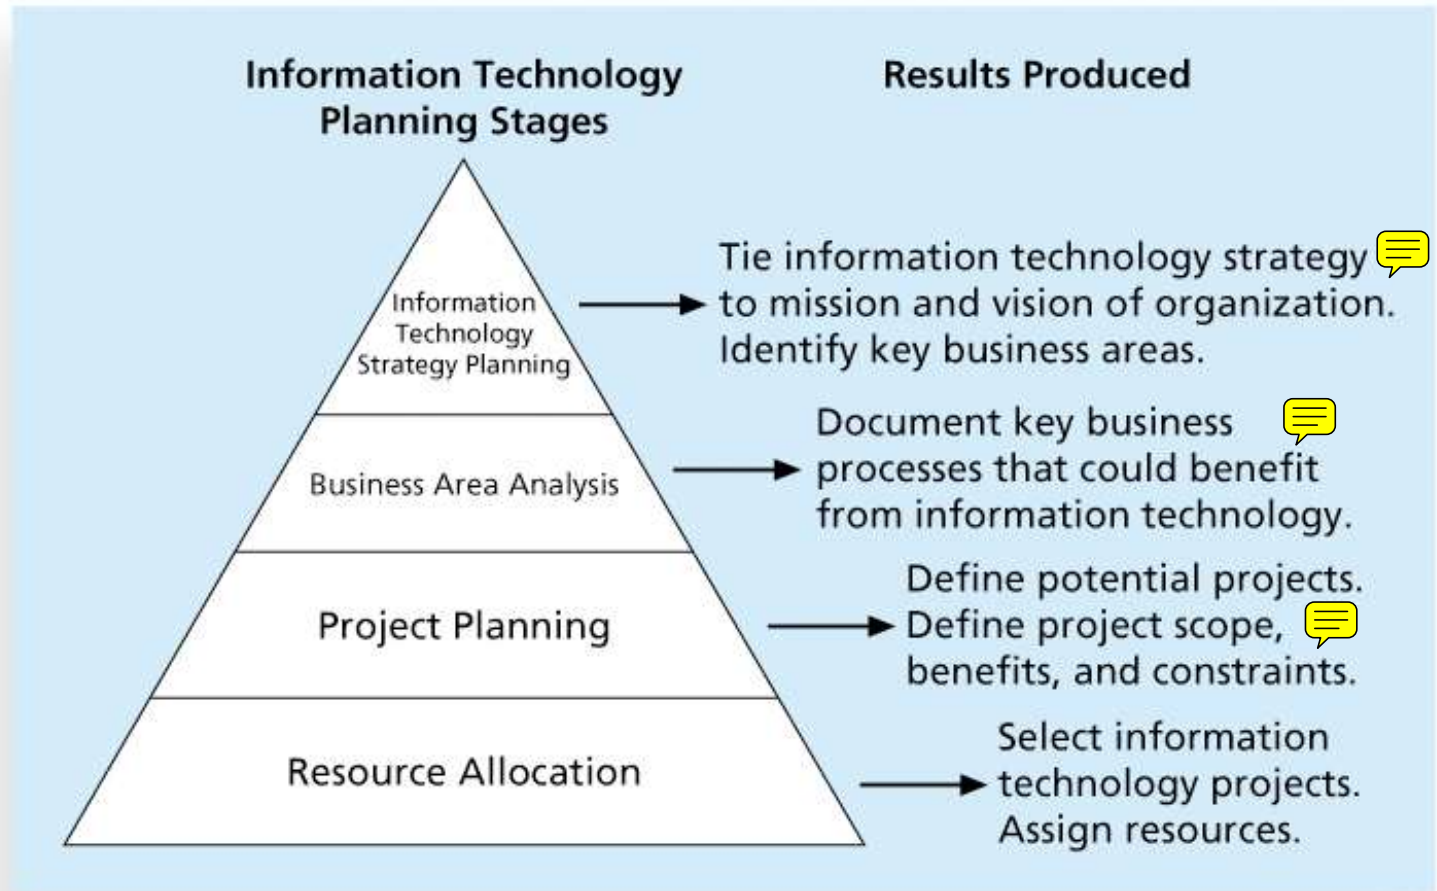 Information Technology
Planning Stages
Results Produced
Information
Technology
Strategy Planning
Tie information technology strategy
to mission and vision of organization.
Identify key business areas.
Business Area Analysis
Document key business
processes that could benefit
from information technology.
Project Planning
Define potential projects.
Define project scope,
benefits, and constraints.
Resource Allocation
Select information
technology projects.
Assign resources.